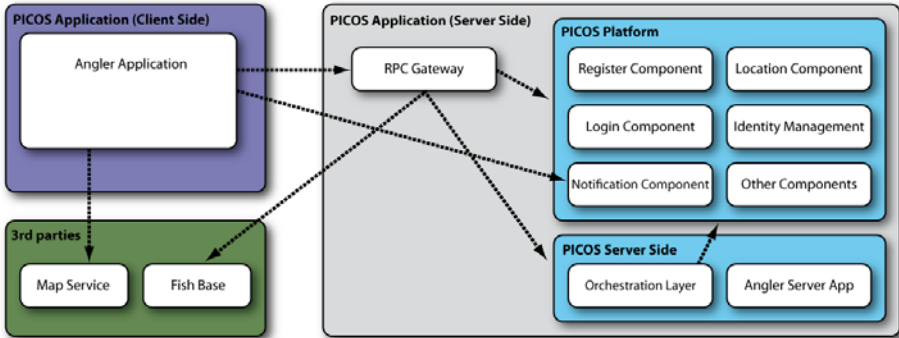 PICOS Application (Client Side)
Angler Application
PICOS Application (Server Side)
RPC Gateway
PICOS Platform
Register Component
Location Component
Login Component
Identity Management
Notification Component
Other Components
3rd parties
Map Service
Fish Base
PICOS Server Side
Orchestration Layer
Angler Server App